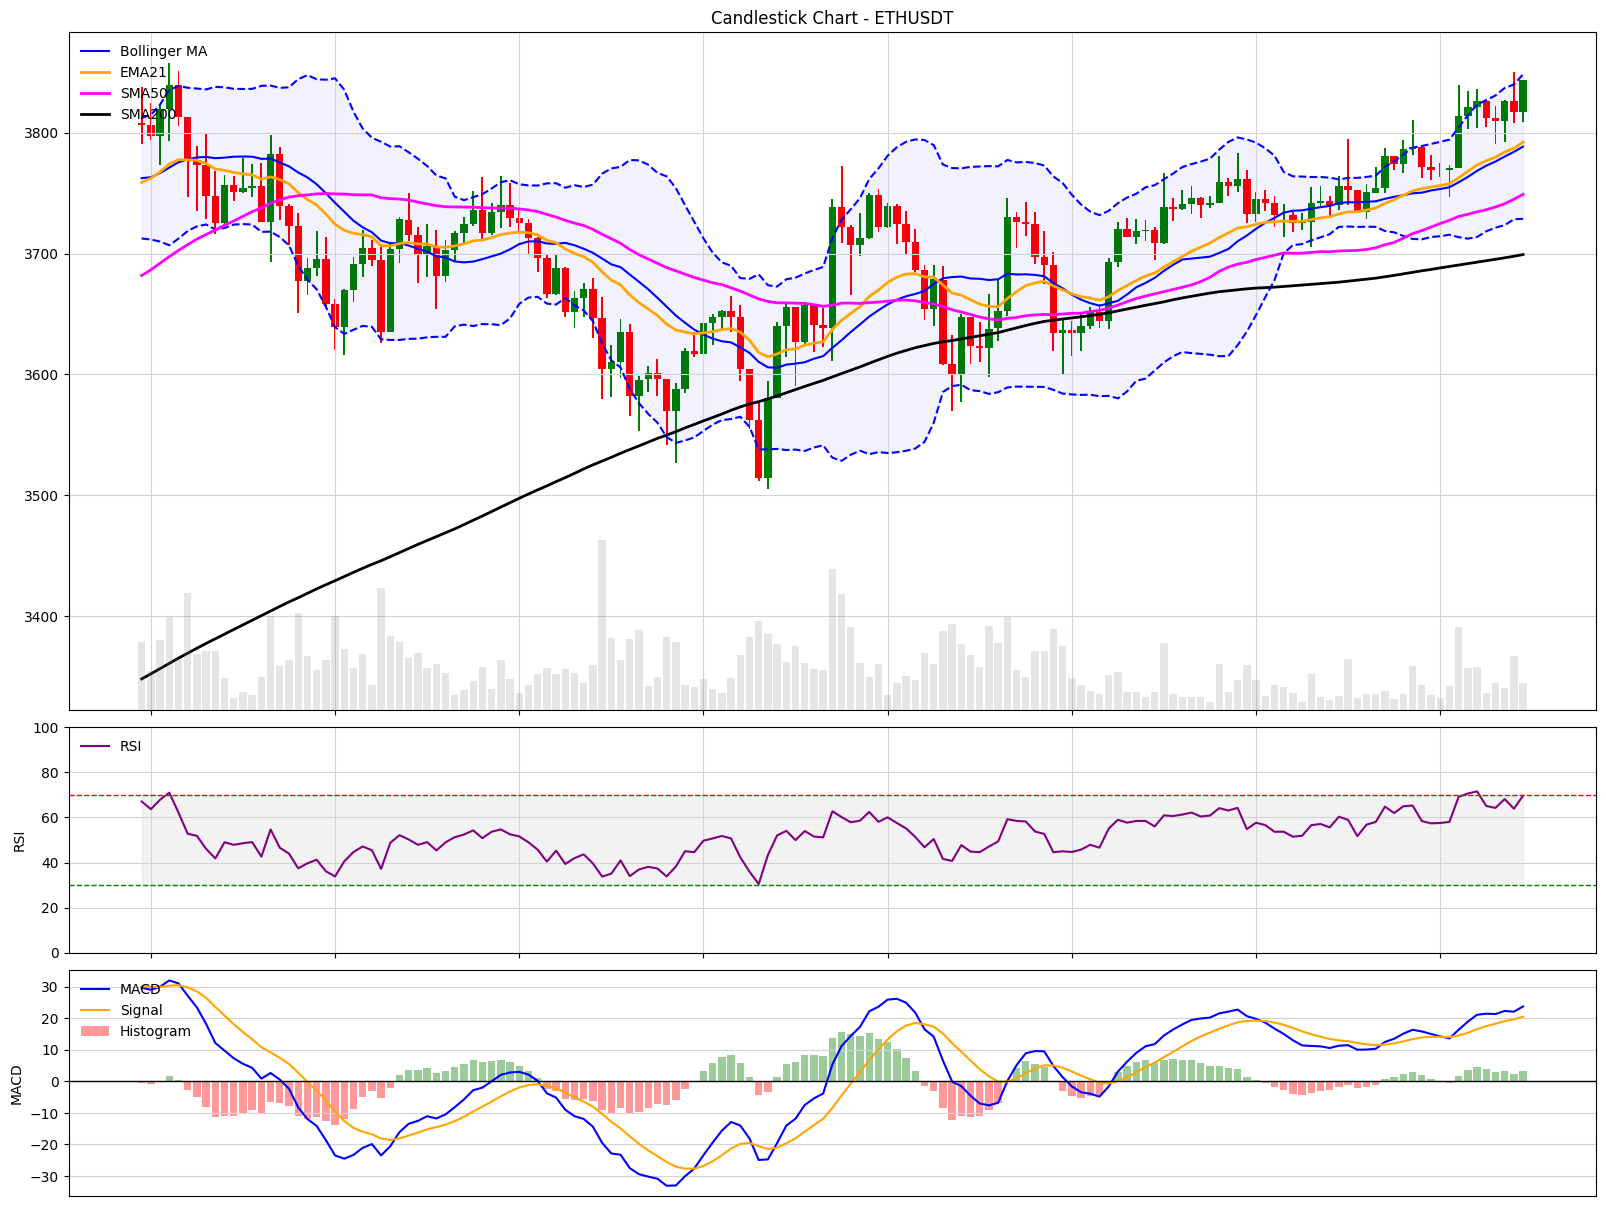 Candlestick Chart - ETHUSDT
Bollinger MA
EMA21
SMA50
SMA200
3800
3700
3600
3500
3400
100
80
60
40
20
0
RSI
RSI
30
20
10
0
−10
−20
−30
MACD
MACD
Signal
Histogram